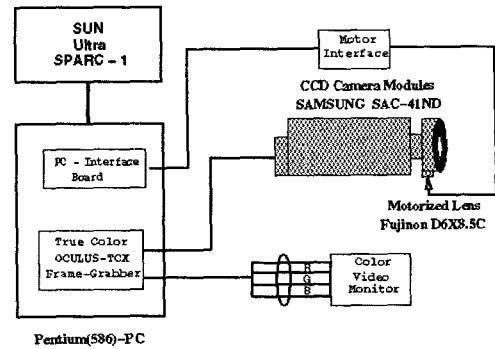 SUN
Ultra
SPARC - 1
Motor
Interface
CCD Camera Modules
SAMSUNG SAC-41ND
PC - Interface
Board
Motorized Lens
Fujinon D6X8.5C
True Color
OCULUS-TCX
Frame-Grabber
R
G
B
Color
Video
Monitor
Pentium(586)-PC